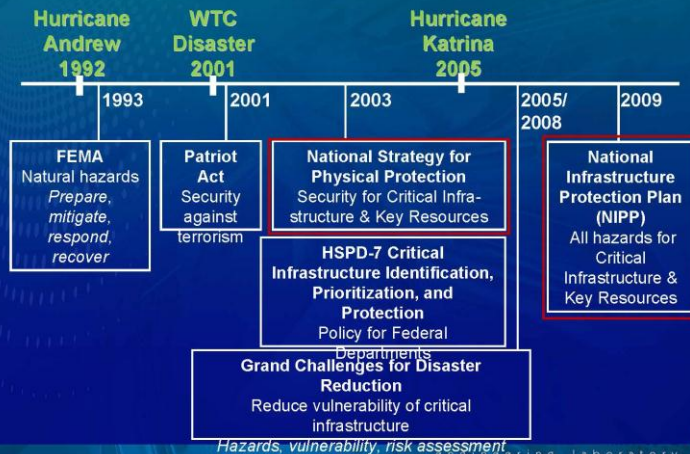 Hurricane
Andrew
1992
WTC
Disaster
2001
Hurricane
Katrina
2005
1993
2001
2003
2005/
2008
2009
FEMA
Natural hazards
Prepare,
mitigate,
respond,
recover
Patriot
Act
Security
against
terrorism
National Strategy for
Physical Protection
Security for Critical Infra-
structure & Key Resources
HSPD-7 Critical
Infrastructure Identification,
Prioritization, and
Protection
Policy for Federal
Departments
Grand Challenges for Disaster
Reduction
Reduce vulnerability of critical
infrastructure
Hazards, vulnerability, risk assessment
National
Infrastructure
Protection Plan
(NIPP)
All hazards for
Critical
Infrastructure &
Key Resources
laboratory